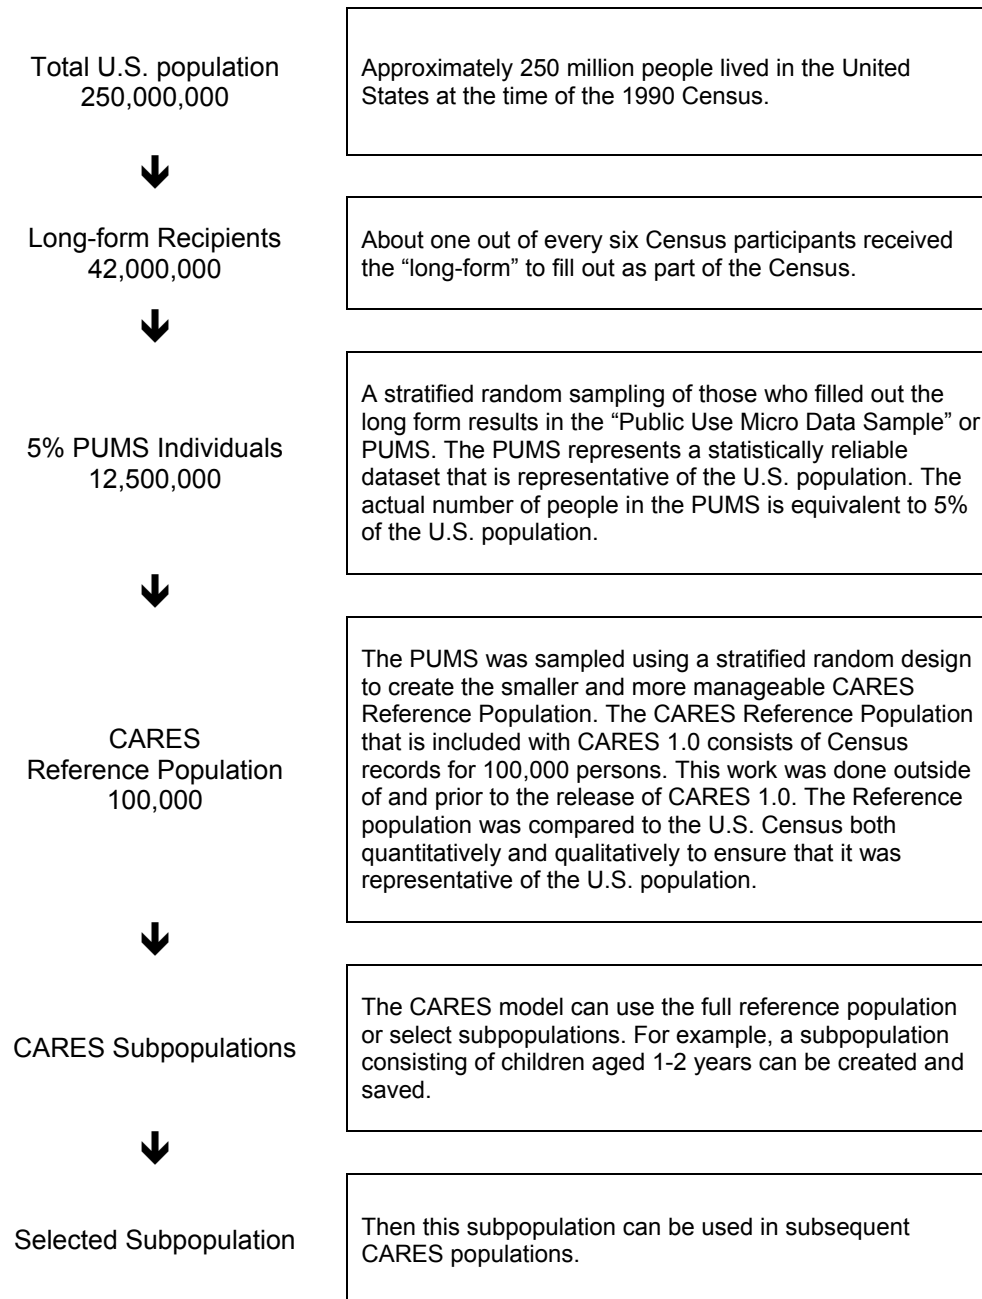 Total U.S. population
250,000,000
Approximately 250 million people lived in the United
States at the time of the 1990 Census.
Long-form Recipients
42,000,000
About one out of every six Census participants received
the “long-form” to fill out as part of the Census.
5% PUMS Individuals
12,500,000
A stratified random sampling of those who filled out the
long form results in the “Public Use Micro Data Sample” or
PUMS. The PUMS represents a statistically reliable
dataset that is representative of the U.S. population. The
actual number of people in the PUMS is equivalent to 5%
of the U.S. population.
CARES
Reference Population
100,000
The PUMS was sampled using a stratified random design
to create the smaller and more manageable CARES
Reference Population. The CARES Reference Population
that is included with CARES 1.0 consists of Census
records for 100,000 persons. This work was done outside
of and prior to the release of CARES 1.0. The Reference
population was compared to the U.S. Census both
quantitatively and qualitatively to ensure that it was
representative of the U.S. population.
CARES Subpopulations
The CARES model can use the full reference population
or select subpopulations. For example, a subpopulation
consisting of children aged 1-2 years can be created and
saved.
Selected Subpopulation
Then this subpopulation can be used in subsequent
CARES populations.